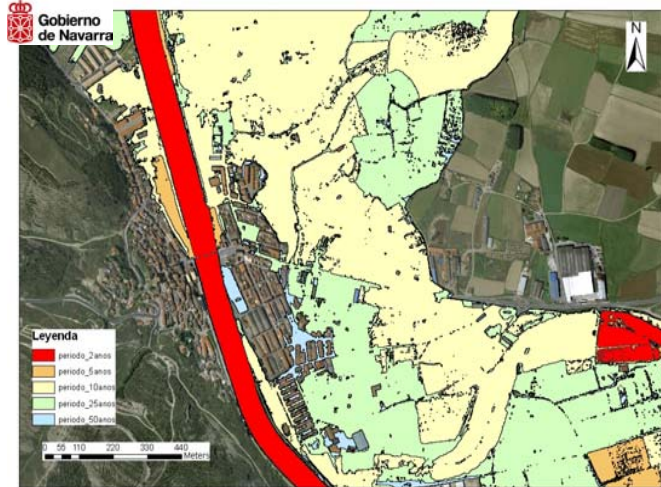 Gobierno
de Navarra
N
Leyenda
periodo_2anos
periodo_5anos
periodo_10anos
periodo_25anos
periodo_50anos
0 55 110 220 330 440
Meters